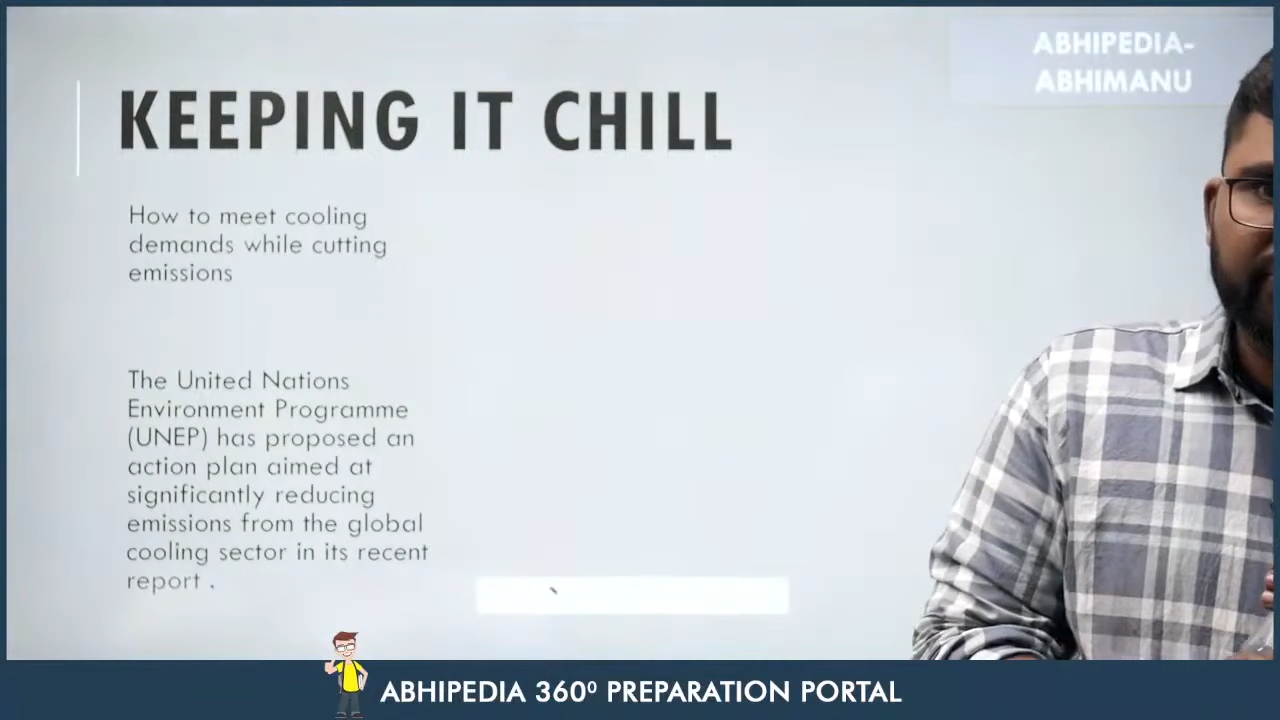 ABHIPEDIA-
ABHIMANU
KEEPING IT CHILL
How to meet cooling
demands while cutting
emissions
The United Nations
Environment Programme
(UNEP) has proposed an
action plan aimed at
significantly reducing
emissions from the global
cooling sector in its recent
report .
ABHIPEDIA 360⁰ PREPARATION PORTAL